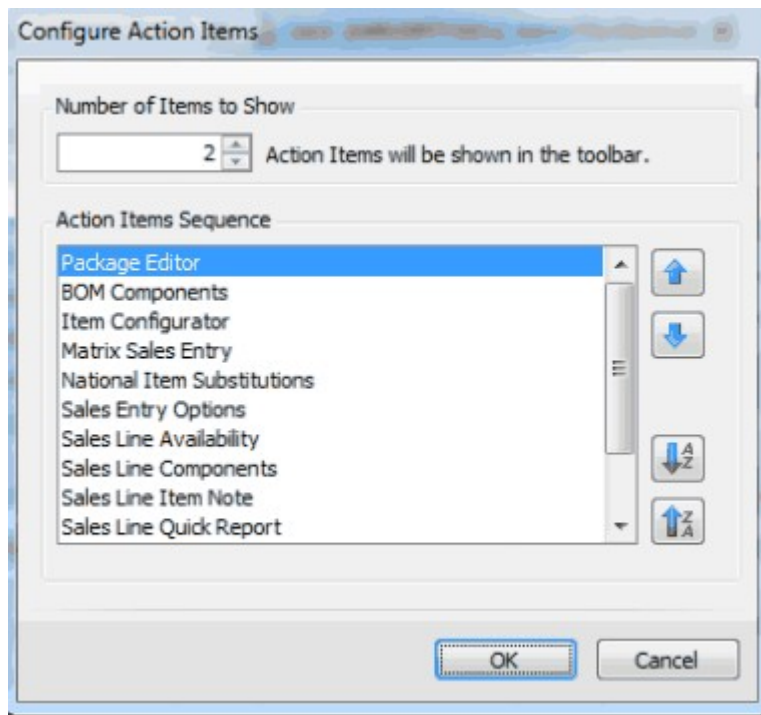 Configure Action Items
Number of Items to Show
2 Action Items will be shown in the toolbar.
Action Items Sequence
Package Editor
BOM Components
Item Configurator
Matrix Sales Entry
National Item Substitutions
Sales Entry Options
Sales Line Availability
Sales Line Components
Sales Line Item Note
Sales Line Quick Report
A
Z
Z
A
OK Cancel